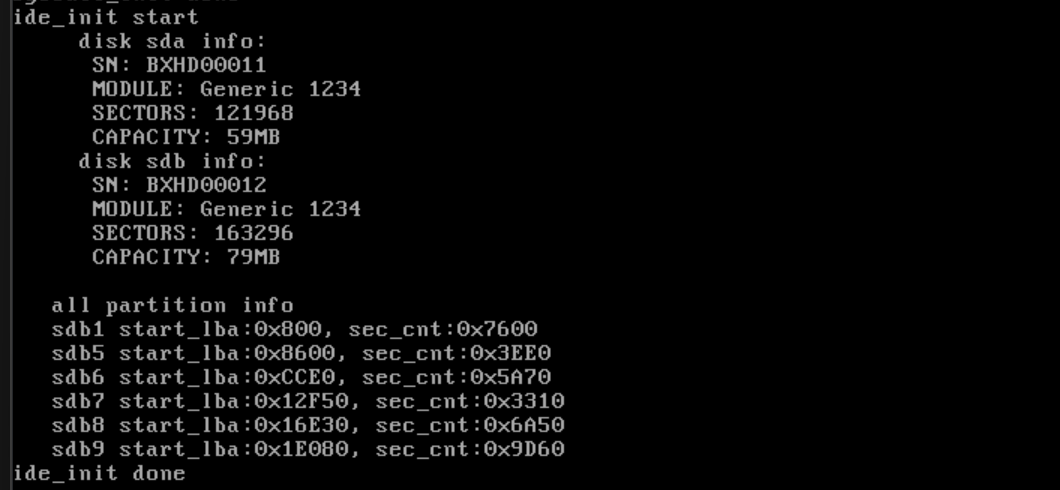 ide_init start
disk sda info:
SN: BXHD00011
MODULE: Generic 1234
SECTORS: 121968
CAPACITY: 59MB
disk sdb info:
SN: BXHD00012
MODULE: Generic 1234
SECTORS: 163296
CAPACITY: 79MB
all partition info
sdb1 start_lba:0x800, sec_cnt:0x7600
sdb5 start_lba:0x8600, sec_cnt:0x3EE0
sdb6 start_lba:0xCCE0, sec_cnt:0x5A70
sdb7 start_lba:0x12F50, sec_cnt:0x3310
sdb8 start_lba:0x16E30, sec_cnt:0x6A50
sdb9 start_lba:0x1E080, sec_cnt:0x9D60
ide_init done